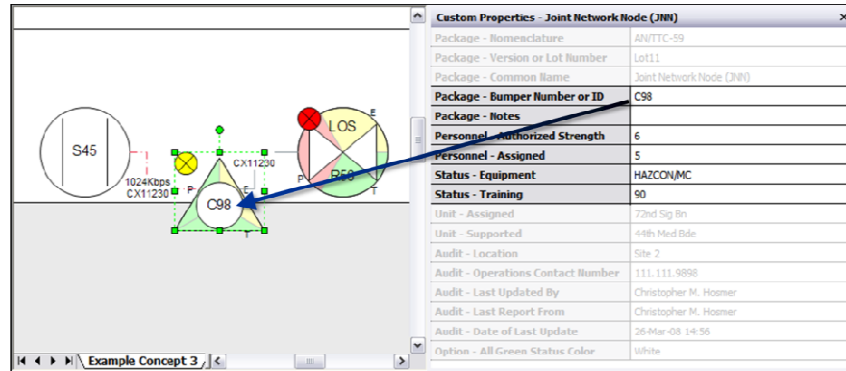 Custom Properties - Joint Network Node (JNN)
Package - Nomenclature AN/TTC-59
Package - Version or Lot Number Lot11
Package - Common Name Joint Network Node (JNN)
Package - Bumper Number or ID C98
Package - Notes
Personnel - Authorized Strength 6
Personnel - Assigned 5
Status - Equipment HAZCON/MC
Status - Training 90
Unit - Assigned 72nd Sig Bn
Unit - Supported 44th Med Bde
Audit - Location Site 2
Audit - Operations Contact Number 111.111.9898
Audit - Last Updated By Christopher M. Hosmer
Audit - Last Report From Christopher M. Hosmer
Audit - Date of Last Update 26-Mar-08 14:56
Option - All Green Status Color White
LOS
E
S45
CX11230
1024Kbps
CX11230
P
E
P
R50
T
C98
T
Example Concept 3